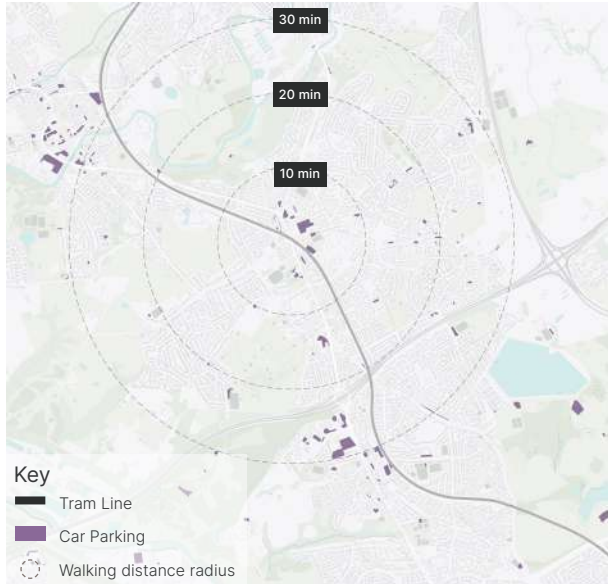 30 min
20 min
10 min
Key
Tram Line
Car Parking
Walking distance radius